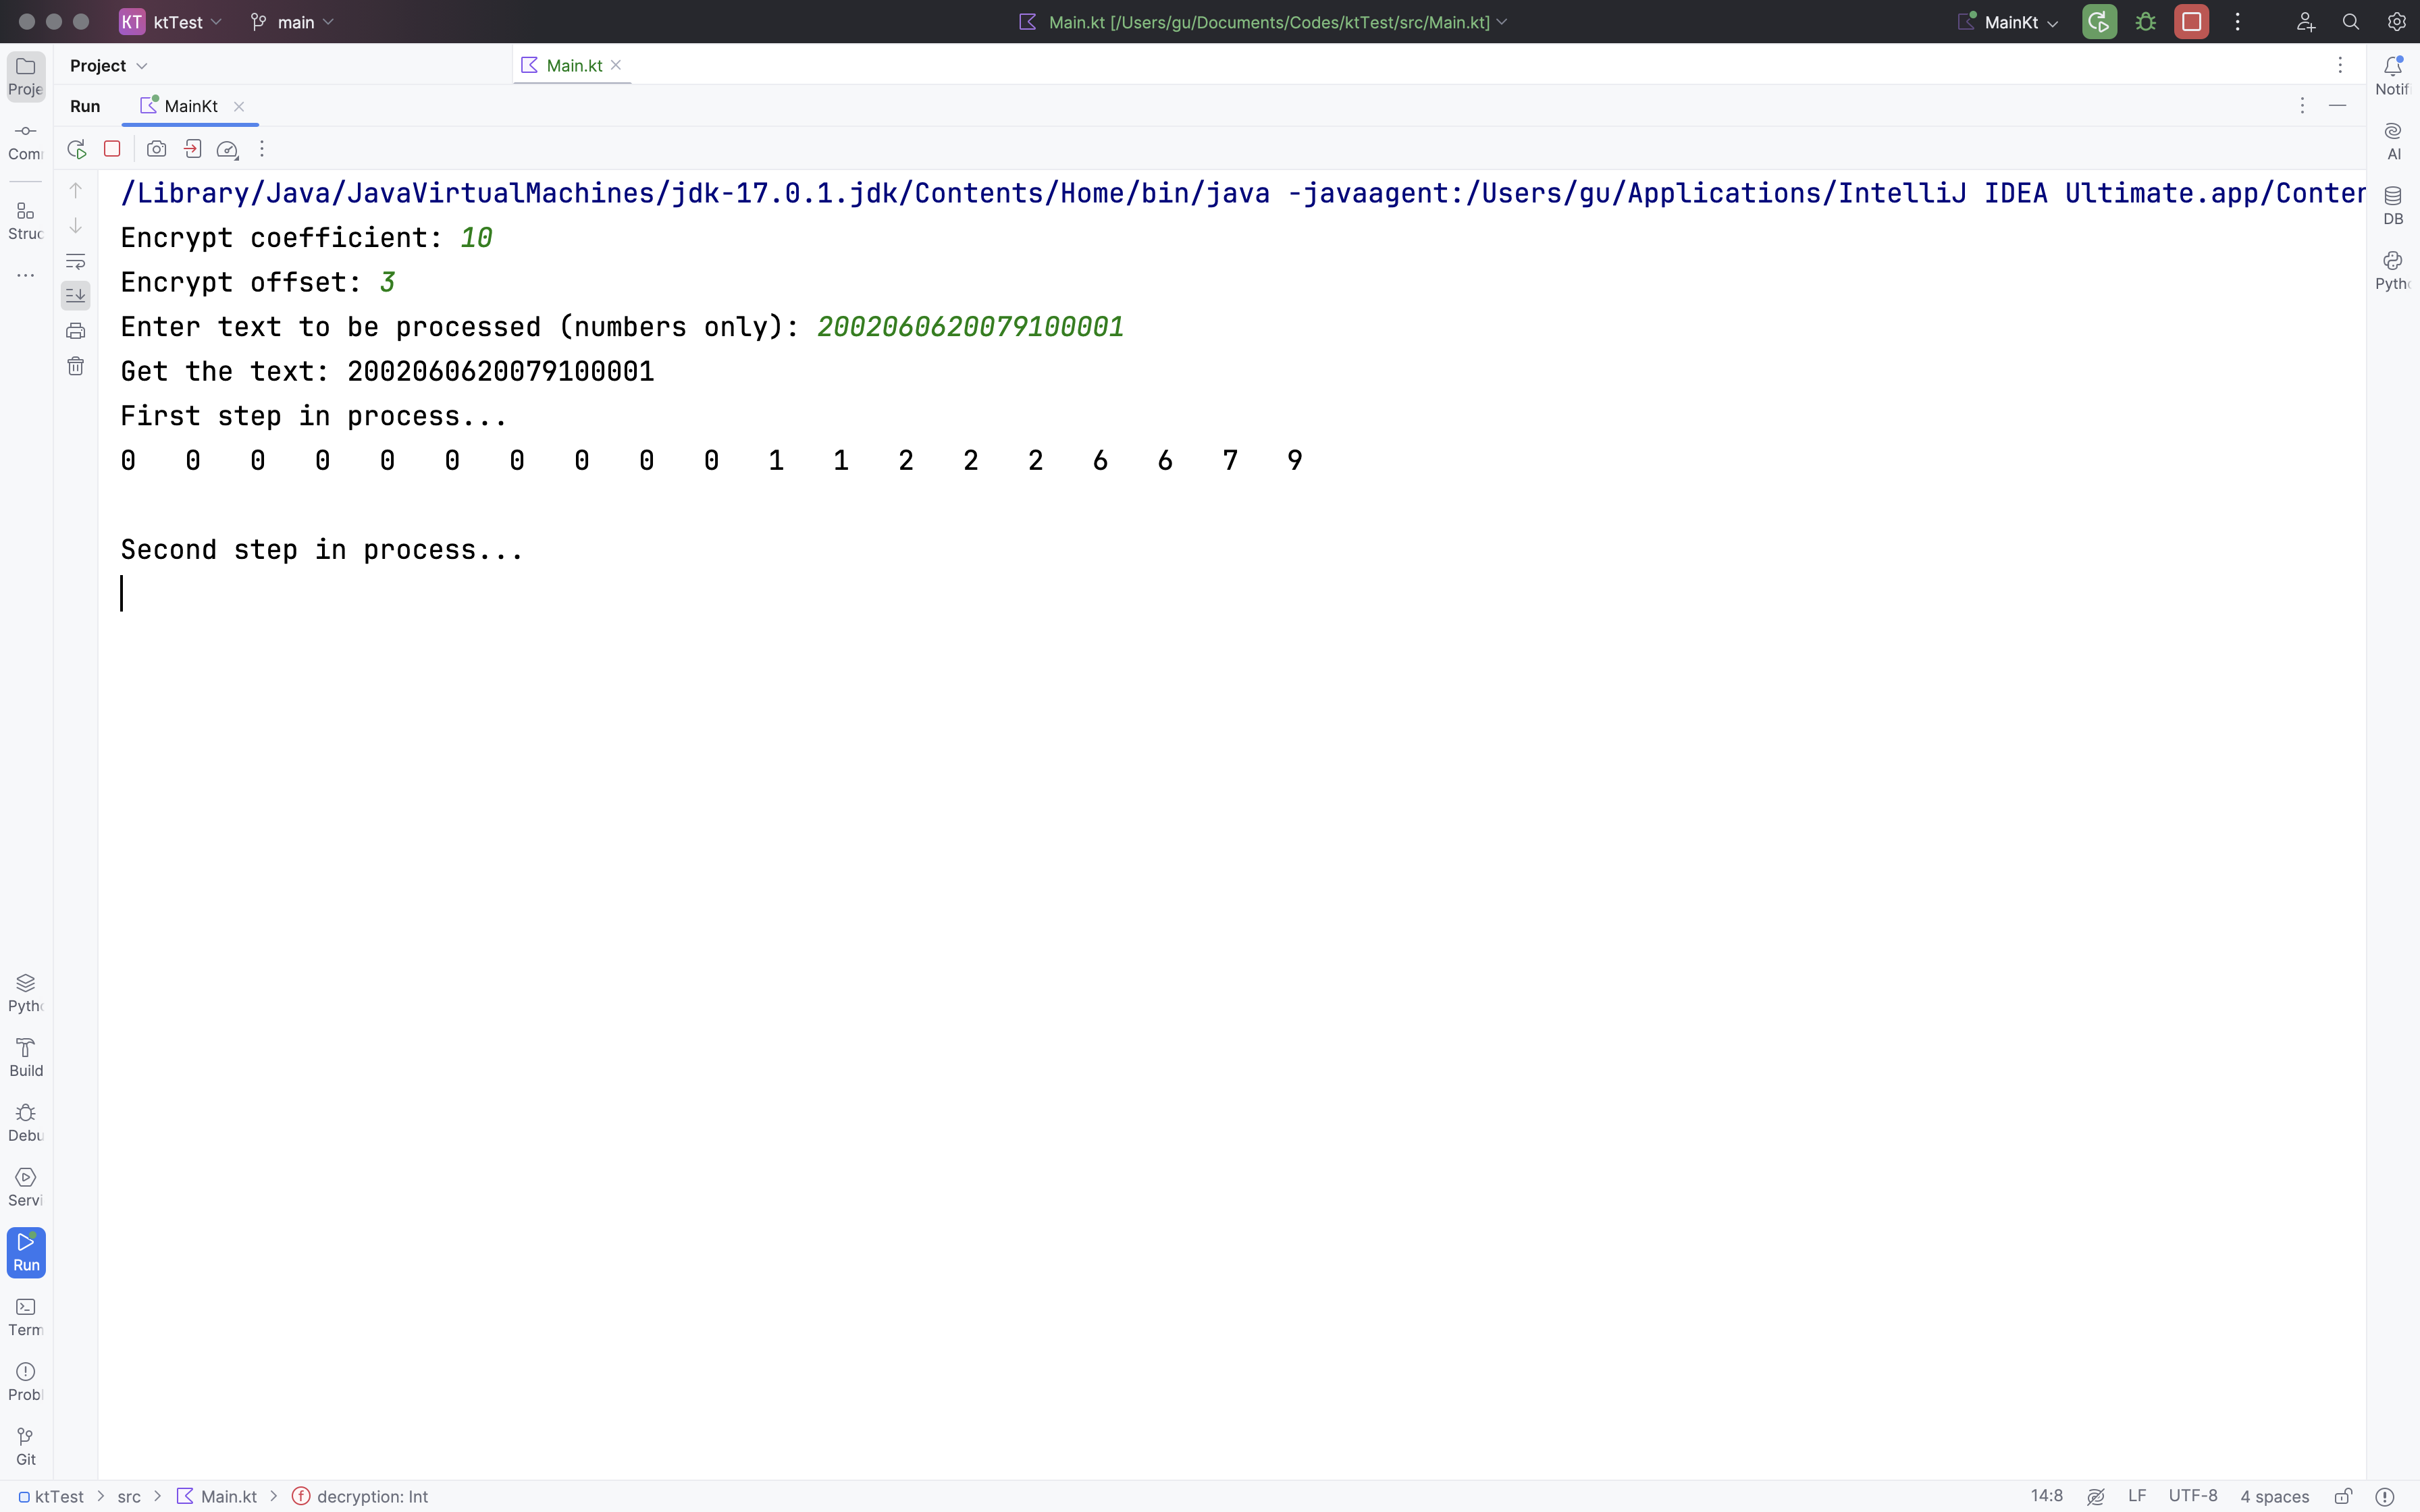 KT ktTest main Main.kt [/Users/gu/Documents/Codes/ktTest/src/Main.kt] MainKt
Project Main.kt
Run MainKt
/Library/Java/JavaVirtualMachines/jdk-17.0.1.jdk/Contents/Home/bin/java -javaagent:/Users/gu/Applications/IntelliJ IDEA Ultimate.app/Conten
Encrypt coefficient: 10
Encrypt offset: 3
Enter text to be processed (numbers only): 2002060620079100001
Get the text: 2002060620079100001
First step in process...
0 0 0 0 0 0 0 0 0 0 1 1 2 2 2 6 6 7 9
Second step in process...
Proje
Com
Struc
Pyth
Build
Debu
Servi
Run
Term
Probl
Git
Notif
AI
DB
Pyth
ktTest > src > Main.kt > decryption: Int
14:8 LF UTF-8 4 spaces